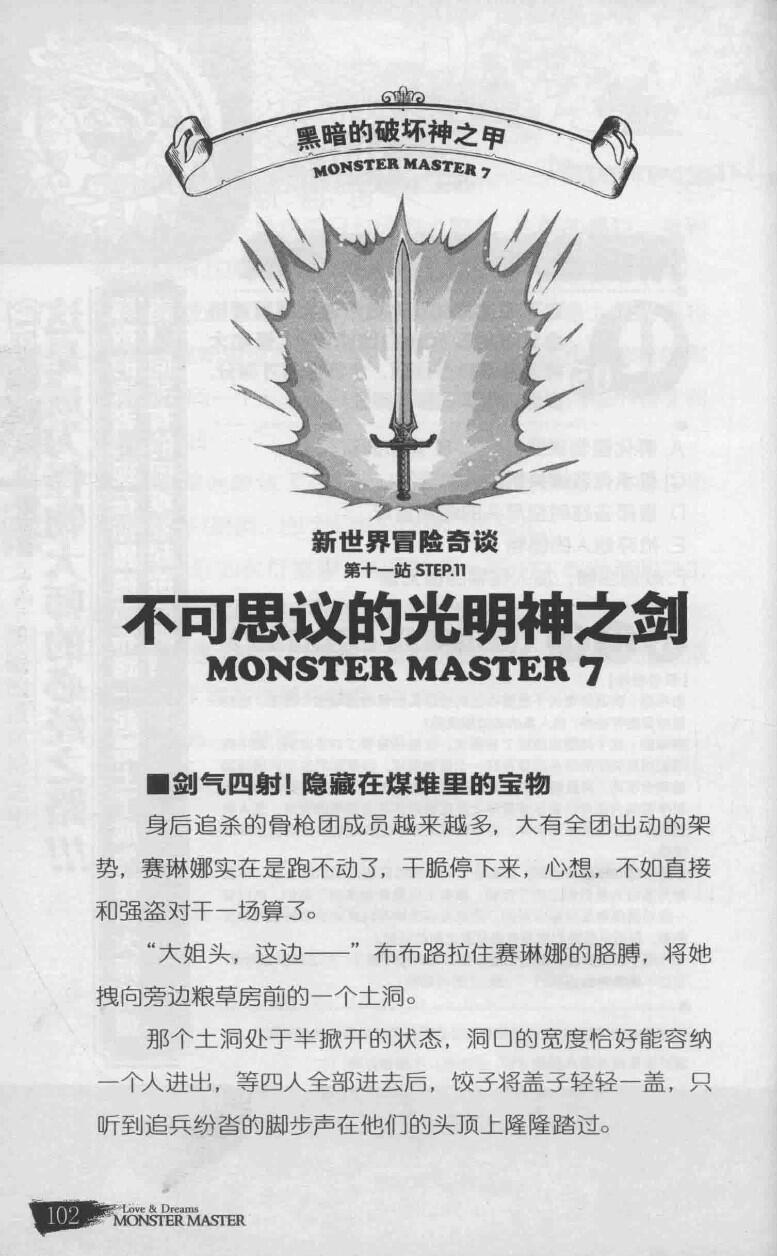 黑暗的破坏神之甲
MONSTER MASTER 7
新世界冒险奇谈
第十一站 STEP.11
不可思议的光明神之剑
MONSTER MASTER 7
■剑气四射！隐藏在煤堆里的宝物
身后追杀的骨枪团成员越来越多，大有全团出动的架
势，赛琳娜实在是跑不动了，干脆停下来，心想，不如直接
和强盗对干一场算了。
“大姐头，这边——”布布路拉住赛琳娜的胳膊，将她
拽向旁边粮草房前的一个土洞。
那个土洞处于半掀开的状态，洞口的宽度恰好能容纳
一个人进出，等四人全部进去后，饺子将盖子轻轻一盖，只
听到追兵纷沓的脚步声在他们的头顶上隆隆踏过。
102
Love & Dreams
MONSTER MASTER